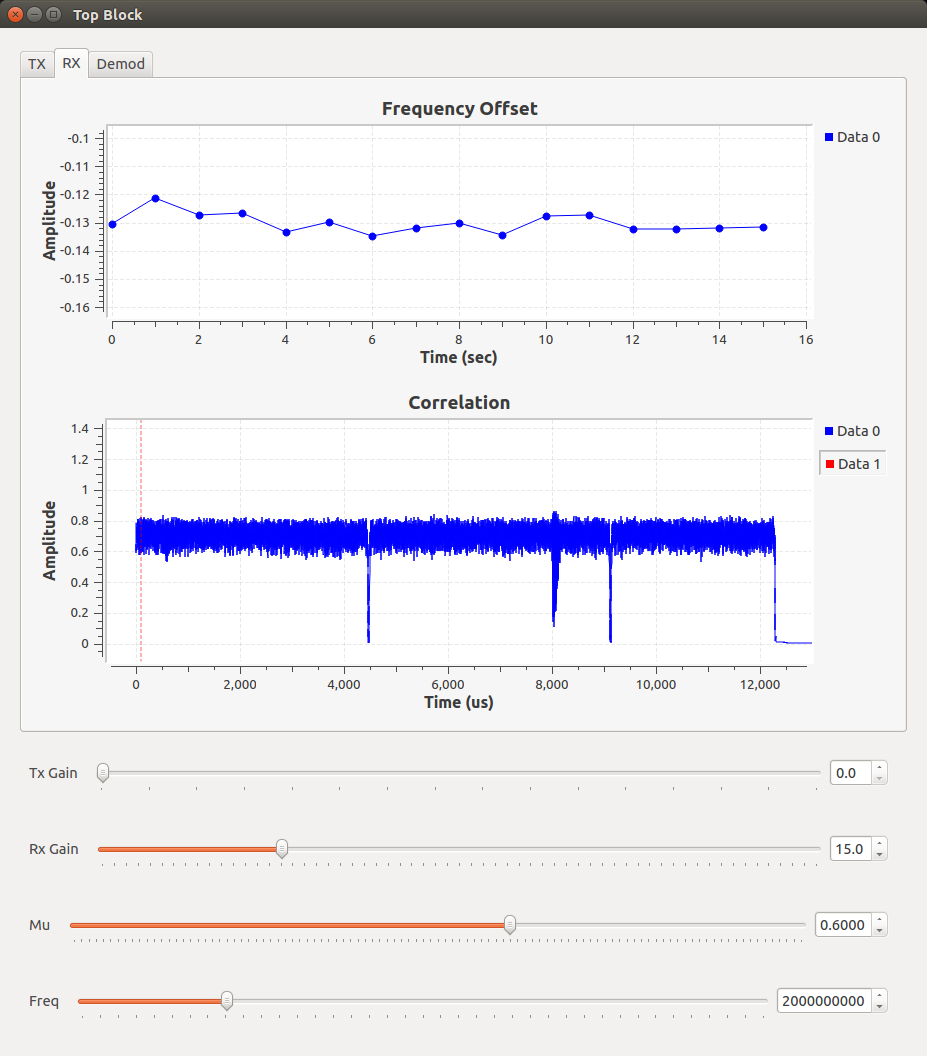 Top Block
TX RX Demod
Frequency Offset
Data 0
Amplitude
-0.1
-0.11
-0.12
-0.13
-0.14
-0.15
-0.16
0 2 4 6 8 10 12 14 16
Time (sec)
Correlation
Data 0
Data 1
Amplitude
1.4
1.2
1
0.8
0.6
0.4
0.2
0
0 2,000 4,000 6,000 8,000 10,000 12,000
Time (us)
Tx Gain 0.0
Rx Gain 15.0
Mu 0.6000
Freq 2000000000